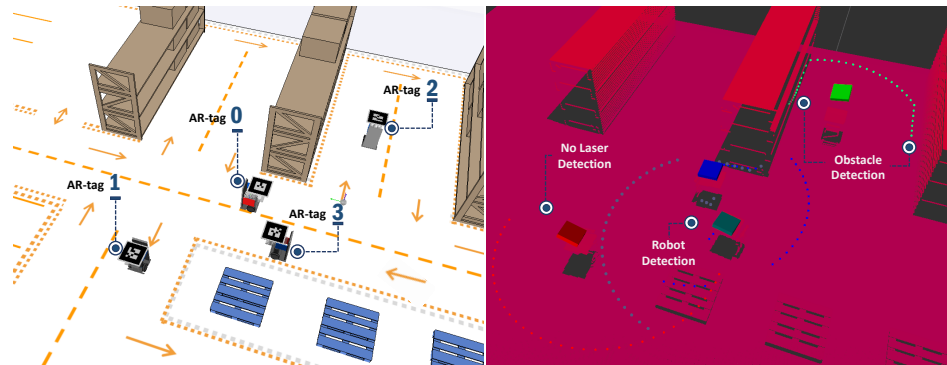 AR-tag 0
AR-tag 2
AR-tag 1
AR-tag 3
No Laser
Detection
Obstacle
Detection
Robot
Detection